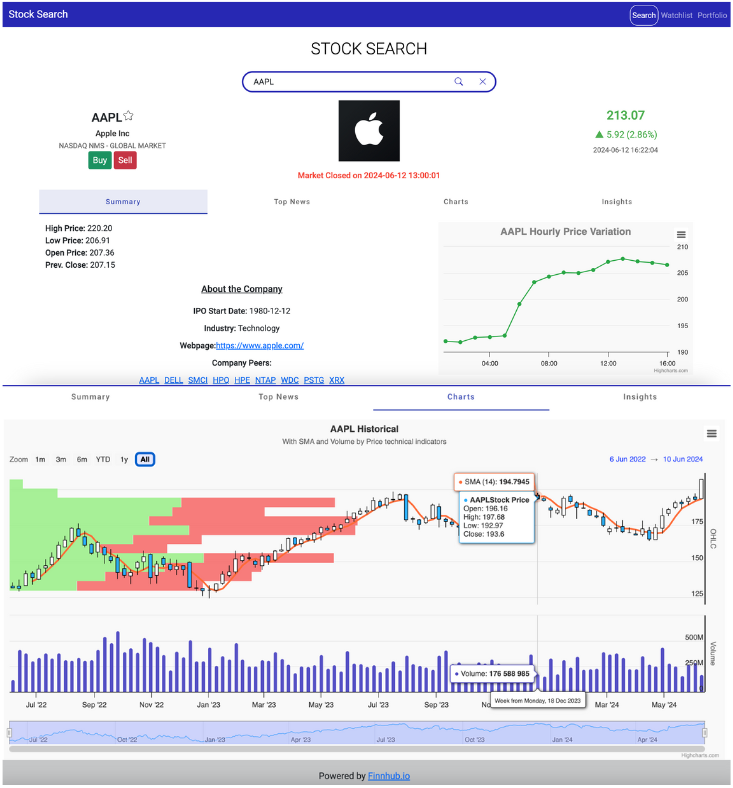 Stock Search
Search Watchlist Portfolio
STOCK SEARCH
AAPL
AAPL
Apple Inc
NASDAQ NMS - GLOBAL MARKET
Buy Sell
Market Closed on 2024-06-12 13:00:01
213.07
5.92 (2.86%)
2024-06-12 16:22:04
Summary Top News Charts Insights
High Price: 220.20
Low Price: 206.91
Open Price: 207.36
Prev. Close: 207.15
About the Company
IPO Start Date: 1980-12-12
Industry: Technology
Webpage:https://www.apple.com/
Company Peers:
AAPL DELL SMCI HPQ HPE NTAP WDC PSTG XRX
AAPL Hourly Price Variation
210
205
200
195
190
04:00 08:00 12:00 16:00
Highcharts.com
Summary Top News Charts Insights
AAPL Historical
With SMA and Volume by Price technical indicators
Zoom 1m 3m 6m YTD 1y All
6 Jun 2022 → 10 Jun 2024
SMA (14): 194.7945
AAPLStock Price
Open: 196.16
High: 197.68
Low: 192.97
Close: 193.6
175
150
125
OHLC
500M
250M
0
Volume
Volume: 176 588 985
Week from Monday, 18 Dec 2023
Jul '22 Sep '22 Nov '22 Jan '23 Mar '23 May '23 Jul '23 Sep '23 Nov Mar '24 May '24
Jul '22 Oct '22 Jan '23 Apr '23 Jul '23 Oct '23 Jan '24 Apr '24
Highcharts.com
Powered by Finnhub.io